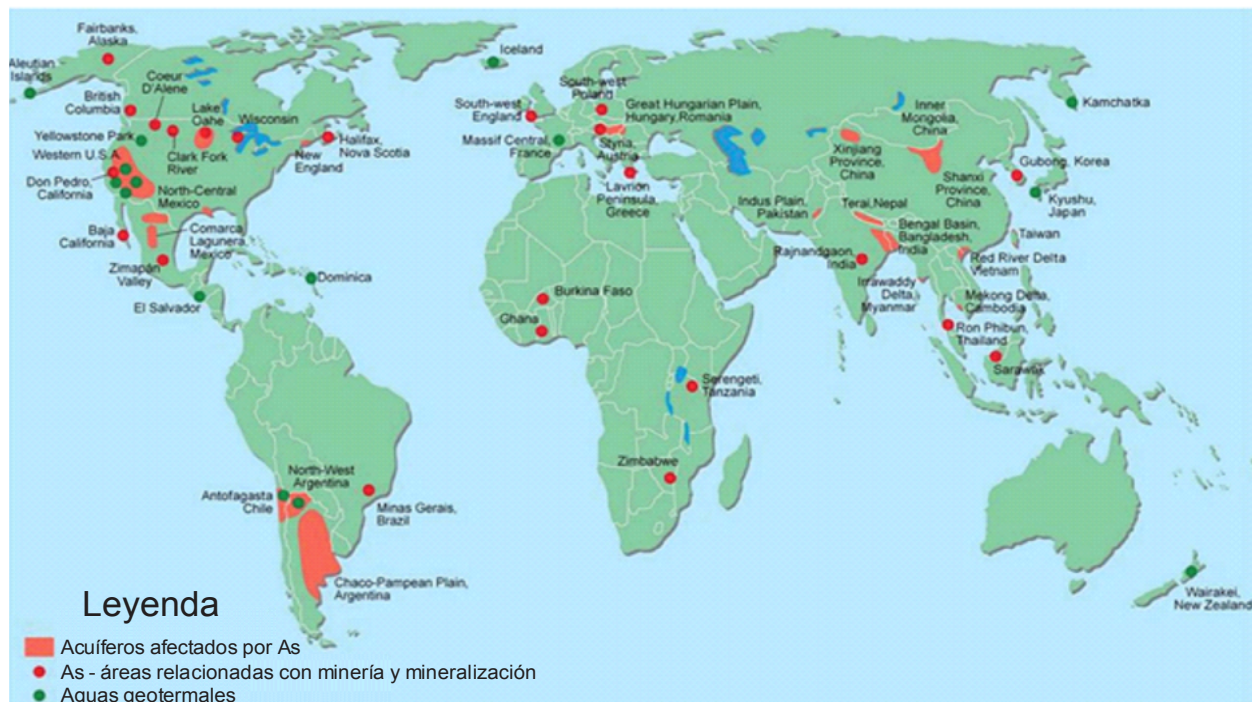 Fairbanks,
Alaska
Aleutian
Islands
Coeur
D'Alene
British
Columbia
Lake
Oahe
Wisconsin
Yellowstone Park
Western U.S.A.
Clark Fork
River
New
England
Halifax,
Nova Scotia
Don Pedro,
California
North-Central
Mexico
Baja
California
Comarca
Lagunera,
Mexico
Zimapán
Valley
El Salvador
Dominica
Iceland
South-west
Poland
South-west
England
Great Hungarian Plain,
Hungary,Romania
Massif Central,
France
Styria,
Austria
Lavrion
Peninsula,
Greece
Inner
Mongolia,
China
Kamchatka
Xinjiang
Province,
China
Shanxi
Province,
China
Gubong, Korea
Kyushu,
Japan
Indus Plain,
Pakistan
Terai,Nepal
Bengal Basin,
Bangladesh,
India
Taiwan
Rajnandgaon,
India
Red River Delta
Vietnam
Irrawaddy
Delta,
Myanmar
Mekong Delta,
Cambodia
Ron Phibun,
Thailand
Sarawak
Burkina Faso
Ghana
Serengeti,
Tanzania
Zimbabwe
North-West
Argentina
Antofagasta
Chile
Minas Gerais,
Brazil
Chaco-Pampean Plain,
Argentina
Wairakei,
New Zealand
Leyenda
Acuíferos afectados por As
As - áreas relacionadas con minería y mineralización
Aguas geotermales